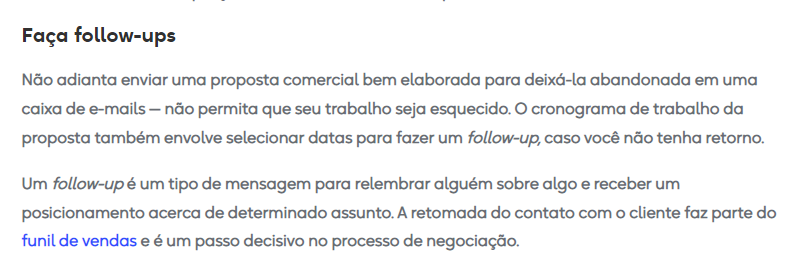 Faça follow-ups
Não adianta enviar uma proposta comercial bem elaborada para deixá-la abandonada em uma
caixa de e-mails — não permita que seu trabalho seja esquecido. O cronograma de trabalho da
proposta também envolve selecionar datas para fazer um follow-up, caso você não tenha retorno.
Um follow-up é um tipo de mensagem para relembrar alguém sobre algo e receber um
posicionamento acerca de determinado assunto. A retomada do contato com o cliente faz parte do
funil de vendas e é um passo decisivo no processo de negociação.